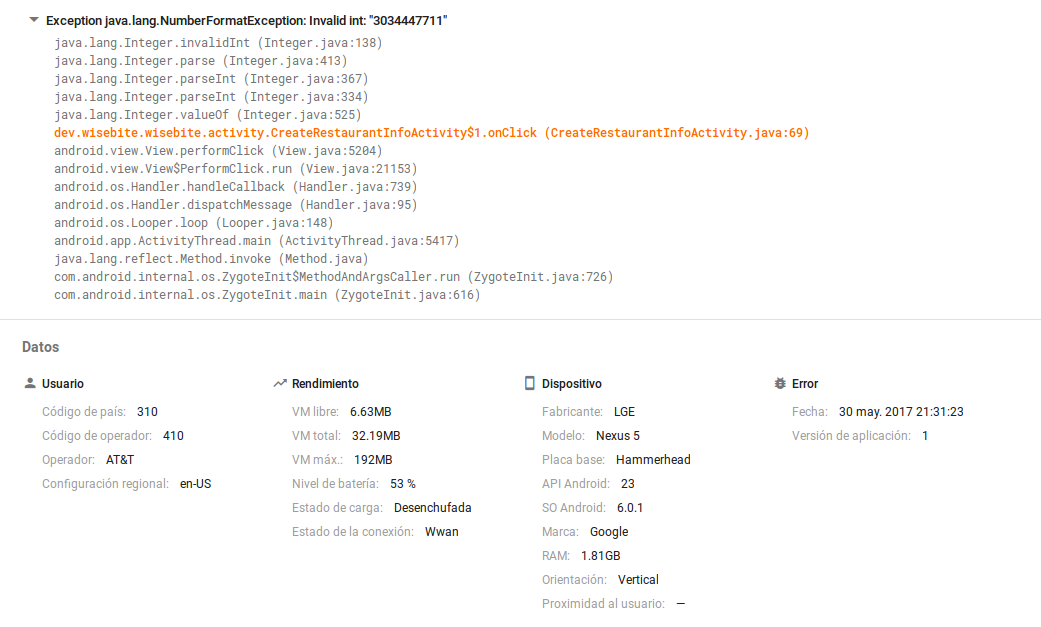 Exception java.lang.NumberFormatException: Invalid int: "3034447711"
java.lang.Integer.invalidInt (Integer.java:138)
java.lang.Integer.parse (Integer.java:413)
java.lang.Integer.parseInt (Integer.java:367)
java.lang.Integer.parseInt (Integer.java:334)
java.lang.Integer.valueOf (Integer.java:525)
dev.wisebite.wisebite.activity.CreateRestaurantInfoActivity$1.onClick (CreateRestaurantInfoActivity.java:69)
android.view.View.performClick (View.java:5204)
android.view.View$PerformClick.run (View.java:21153)
android.os.Handler.handleCallback (Handler.java:739)
android.os.Handler.dispatchMessage (Handler.java:95)
android.os.Looper.loop (Looper.java:148)
android.app.ActivityThread.main (ActivityThread.java:5417)
java.lang.reflect.Method.invoke (Method.java)
com.android.internal.os.ZygoteInit$MethodAndArgsCaller.run (ZygoteInit.java:726)
com.android.internal.os.ZygoteInit.main (ZygoteInit.java:616)
Datos
Usuario
Código de país: 310
Código de operador: 410
Operador: AT&T
Configuración regional: en-US
Rendimiento
VM libre: 6.63MB
VM total: 32.19MB
VM máx.: 192MB
Nivel de batería: 53 %
Estado de carga: Desenchufada
Estado de la conexión: Wwan
Dispositivo
Fabricante: LGE
Modelo: Nexus 5
Placa base: Hammerhead
API Android: 23
SO Android: 6.0.1
Marca: Google
RAM: 1.81GB
Orientación: Vertical
Proximidad al usuario: —
Error
Fecha: 30 may. 2017 21:31:23
Versión de aplicación: 1